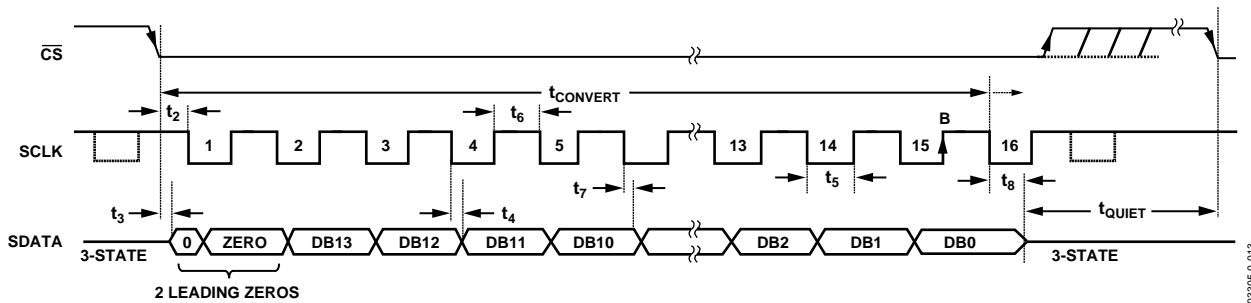 CS
tCONVERT
t2
t6
B
SCLK
1 2 3 4 5 13 14 15 16
t7
t5
t8
t3
t4
tQUIET
SDATA
3-STATE
0 ZERO DB13 DB12 DB11 DB10 DB2 DB1 DB0
3-STATE
2 LEADING ZEROS